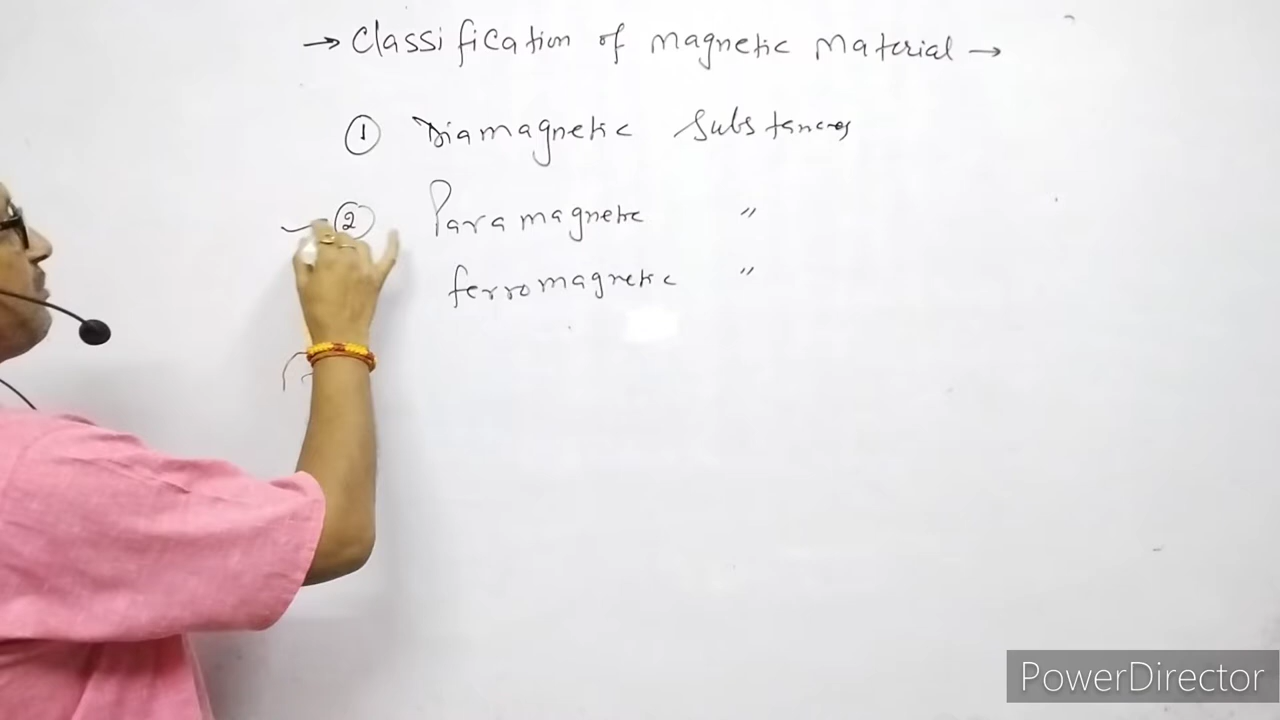 → Classification of magnetic Material →
① Diamagnetic Substances
② Paramagnetic "
ferromagnetic "
PowerDirector